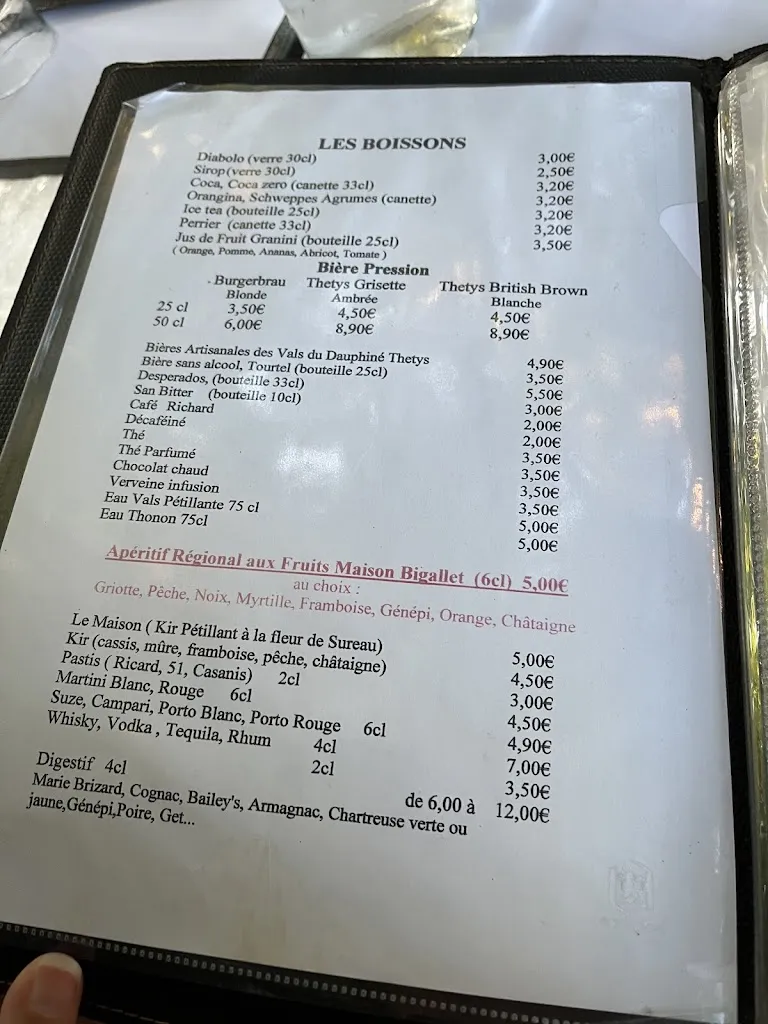 LES BOISSONS
Diabolo (verre 30cl) 3,00€
Sirop(verre 30cl) 2,50€
Coca, Coca zero (canette 33cl) 3,20€
Orangina, Schweppes Agrumes (canette) 3,20€
Ice tea (bouteille 25cl) 3,20€
Perrier (canette 33cl) 3,20€
Jus de Fruit Granini (bouteille 25cl) 3,50€
( Orange, Pomme, Ananas, Abricot, Tomate )
Bière Pression
Burgerbrau Thetys Grisette Thetys British Brown
Blonde Ambrée Blanche
25 cl 3,50€ 4,50€ 4,50€
50 cl 6,00€ 8,90€ 8,90€
Bières Artisanales des Vals du Dauphiné Thetys 4,90€
Bière sans alcool, Tourtel (bouteille 25cl) 3,50€
Desperados, (bouteille 33cl) 5,50€
San Bitter (bouteille 10cl) 3,00€
Café Richard 2,00€
Décaféiné 2,00€
Thé 3,50€
Thé Parfumé 3,50€
Chocolat chaud 3,50€
Verveine infusion 3,50€
Eau Vals Pétillante 75 cl 5,00€
Eau Thonon 75cl 5,00€
Apéritif Régional aux Fruits Maison Bigallet (6cl) 5,00€
au choix :
Griotte, Pêche, Noix, Myrtille, Framboise, Génépi, Orange, Châtaigne
Le Maison ( Kir Pétillant à la fleur de Sureau) 5,00€
Kir (cassis, mûre, framboise, pêche, châtaigne) 4,50€
Pastis ( Ricard, 51, Casanis) 2cl 3,00€
Martini Blanc, Rouge 6cl 4,50€
Suze, Campari, Porto Blanc, Porto Rouge 6cl 4,90€
Whisky, Vodka , Tequila, Rhum 4cl 7,00€
2cl 3,50€
Digestif 4cl de 6,00 à 12,00€
Marie Brizard, Cognac, Bailey's, Armagnac, Chartreuse verte ou
jaune,Génépi,Poire, Get...